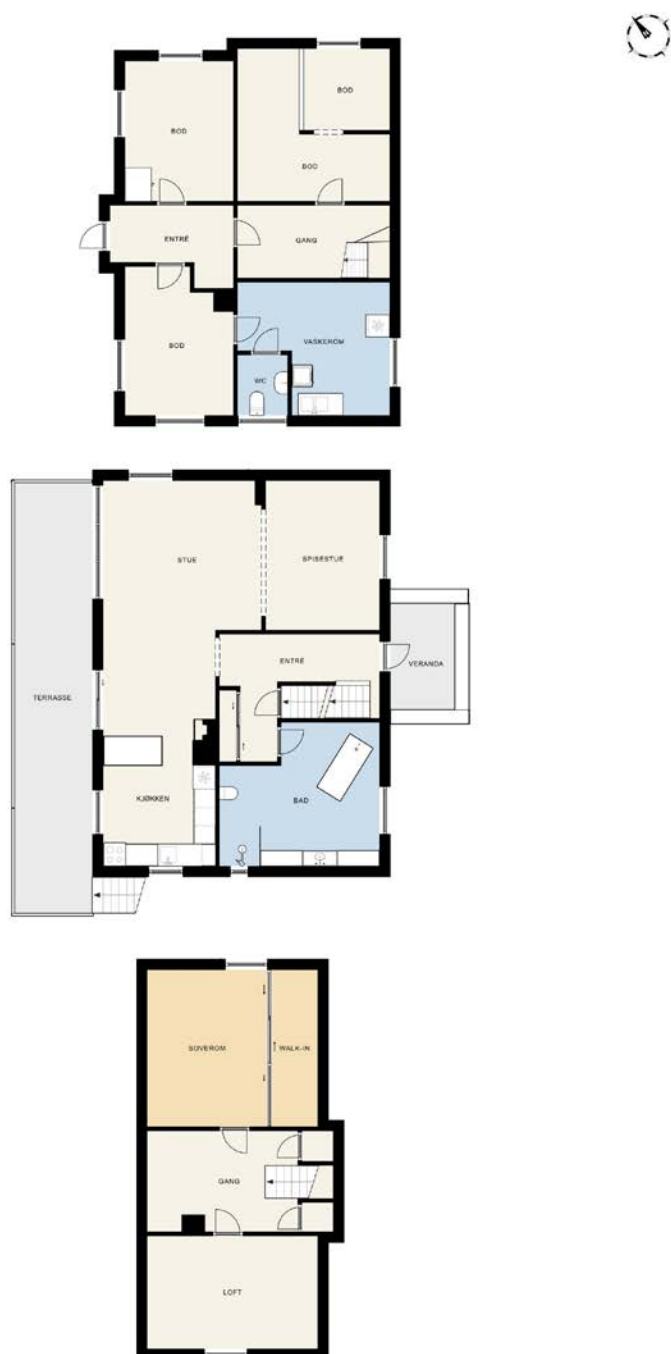 BOD
BOD
BOD
ENTRÉ
GANG
BOD
VASKEROM
WC
STUE
SPISESTUE
ENTRÉ
VERANDA
TERRASSE
KJØKKEN
BAD
SOVEROM
WALK-IN
GANG
LOFT